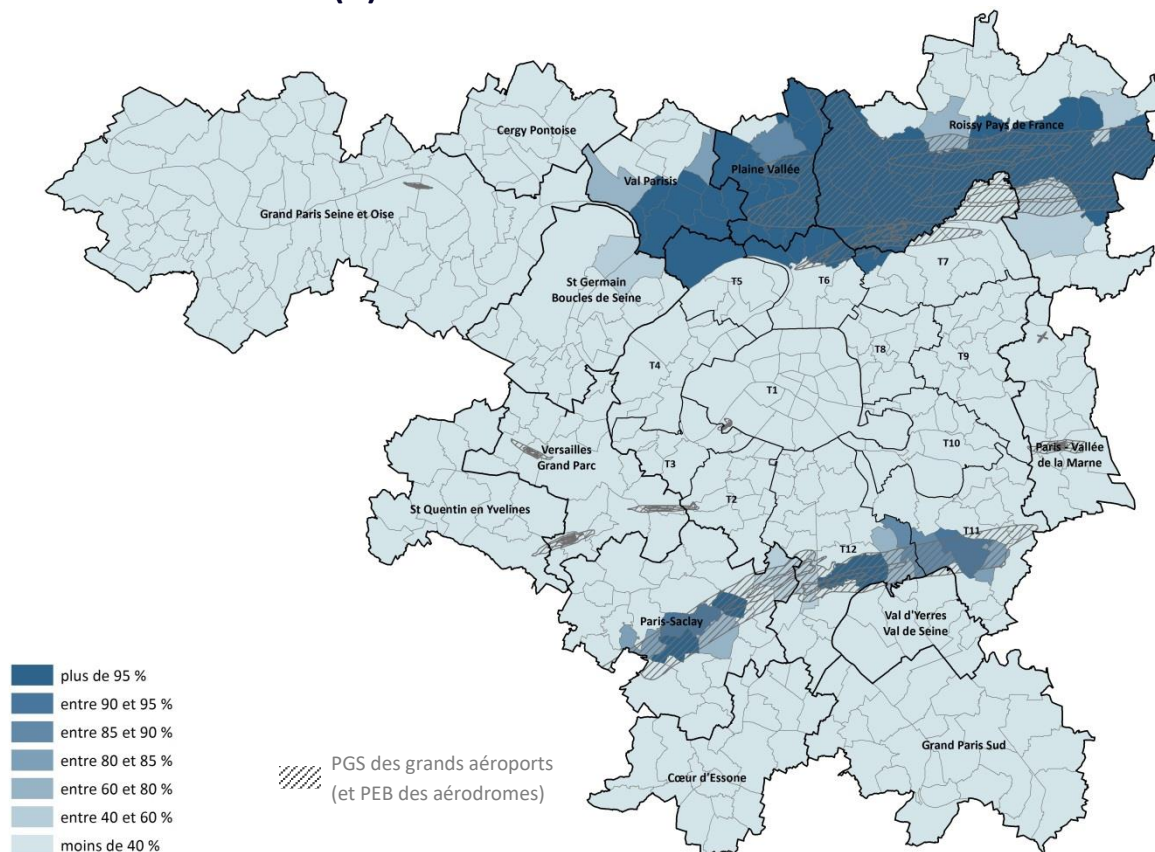 Cergy Pontoise
Roissy Pays de France
Plaine Vallée
Val Parisis
Grand Paris Seine et Oise
T7
St Germain
Boucles de Seine
T5
T6
T8
T9
T4
T1
T10
Versailles
Grand Parc
Paris - Vallée
de la Marne
T3
T2
St Quentin en Yvelines
T11
T12
Paris-Saclay
Val d'Yerres
Val de Seine
Grand Paris Sud
Cœur d'Essone
plus de 95 %
entre 90 et 95 %
entre 85 et 90 %
entre 80 et 85 %
entre 60 et 80 %
entre 40 et 60 %
moins de 40 %
PGS des grands aéroports
(et PEB des aérodromes)